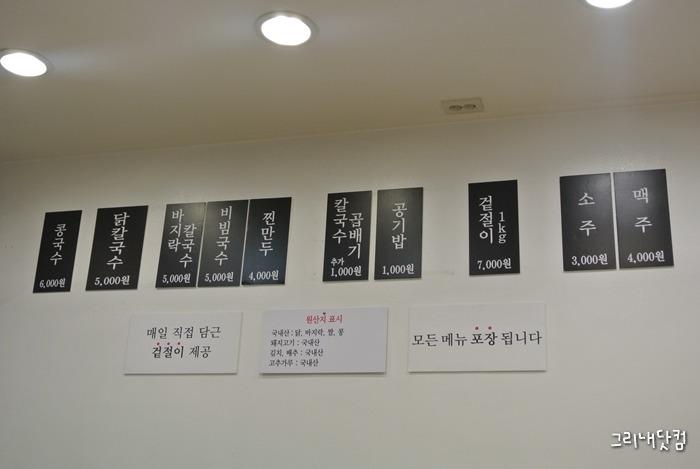 콩국수
6,000원
닭칼국수
5,000원
바지락
칼국수
5,000원
비빔국수
5,000원
찐만두
4,000원
칼국수
곱배기
추가
1,000원
공기밥
1,000원
겉절이
1kg
7,000원
소주
3,000원
맥주
4,000원
매일 직접 담근
겉절이 제공
원산지 표시
국내산 : 닭, 바지락, 쌀, 콩
돼지고기 : 국내산
김치, 배추 : 국내산
고추가루 : 국내산
모든 메뉴 포장 됩니다
그리내닷컴